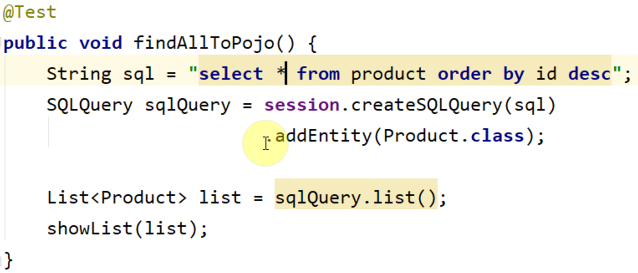 @Test
public void findAllToPojo() {
String sql = "select * from product order by id desc";
SQLQuery sqlQuery = session.createSQLQuery(sql)
.addEntity(Product.class);
List<Product> list = sqlQuery.list();
showList(list);
}